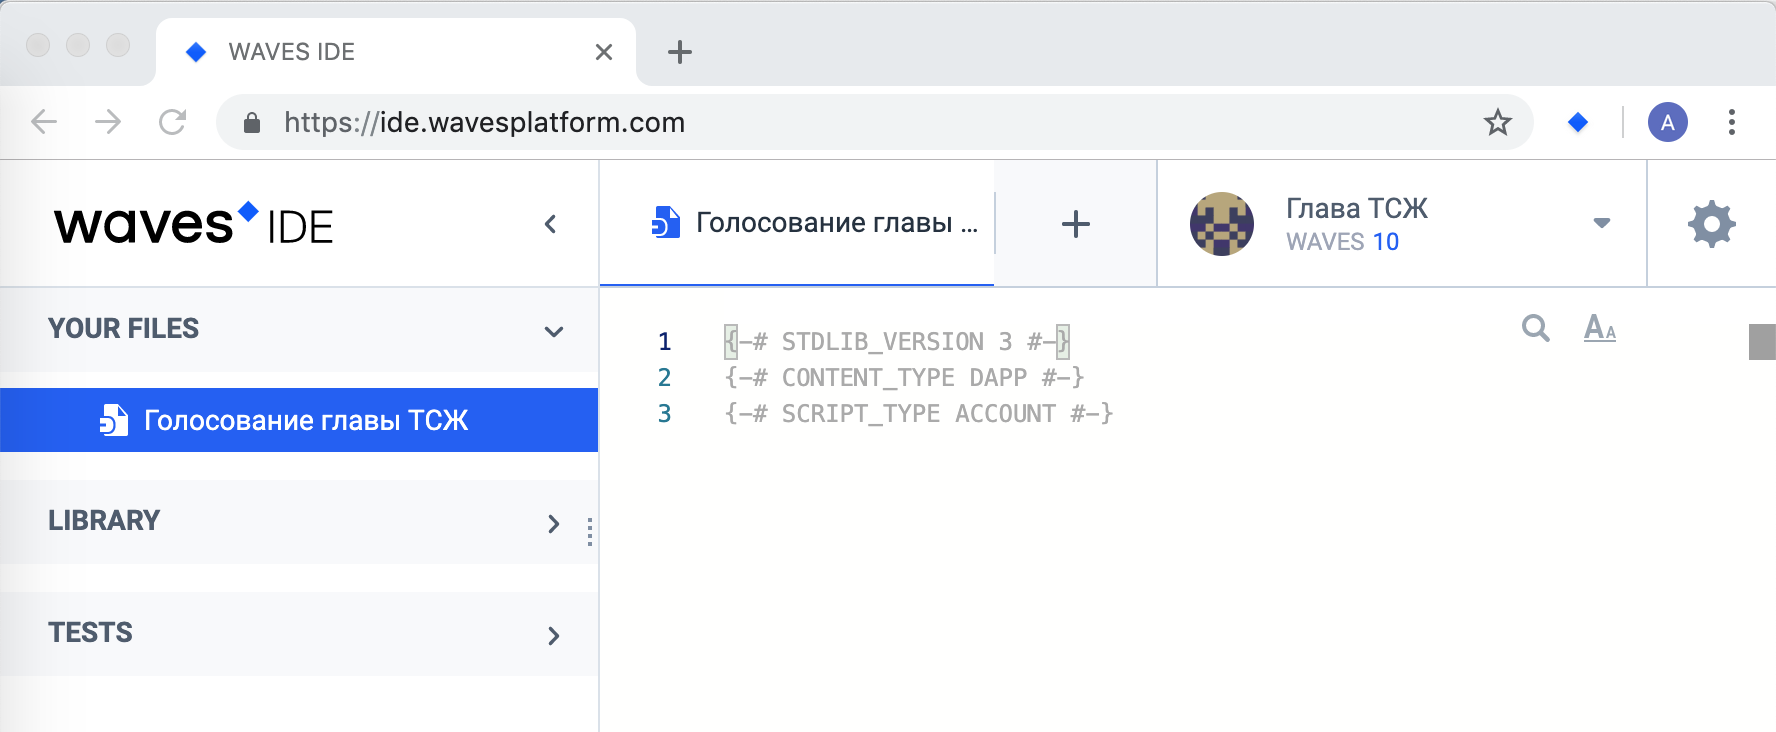 WAVES IDE
https://ide.wavesplatform.com
A
waves IDE
Голосование главы ...
Глава ТСЖ
WAVES 10
YOUR FILES
Голосование главы ТСЖ
LIBRARY
TESTS
1 {-# STDLIB_VERSION 3 #-}
2 {-# CONTENT_TYPE DAPP #-}
3 {-# SCRIPT_TYPE ACCOUNT #-}
AA